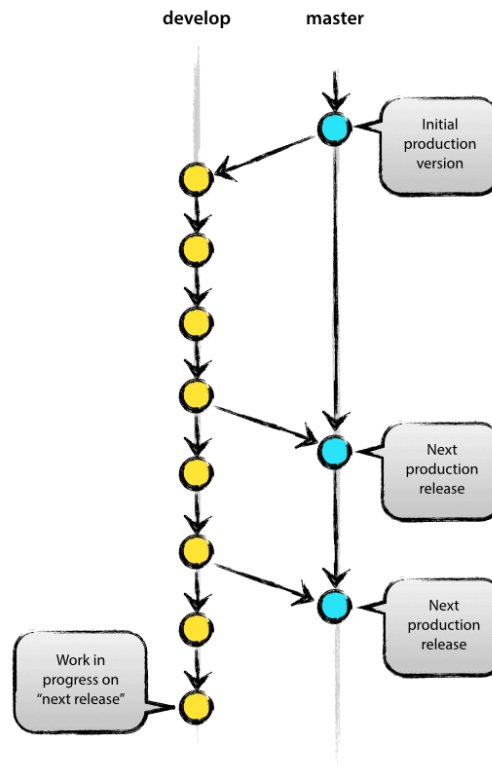 develop
master
Initial
production
version
Next
production
release
Next
production
release
Work in
progress on
“next release”